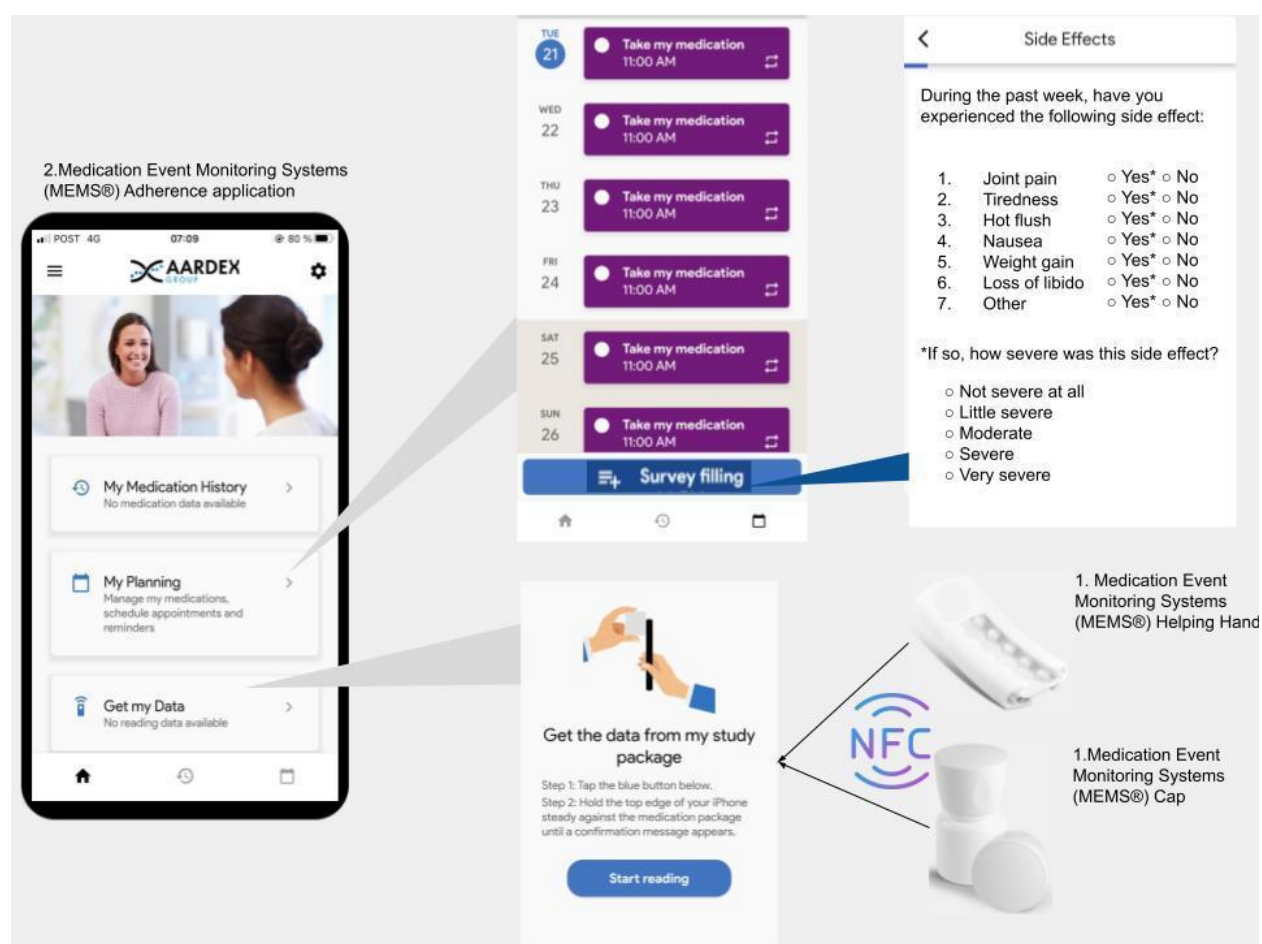 2.Medication Event Monitoring Systems
(MEMS®) Adherence application
POST 4G 07:09 80 %
AARDEX
GROUP
My Medication History
No medication data available
My Planning
Manage my medications,
schedule appointments and
reminders
Get my Data
No reading data available
TUE
21
Take my medication
11:00 AM
WED
22
Take my medication
11:00 AM
THU
23
Take my medication
11:00 AM
FRI
24
Take my medication
11:00 AM
SAT
25
Take my medication
11:00 AM
SUN
26
Take my medication
11:00 AM
Survey filling
Side Effects
During the past week, have you
experienced the following side effect:
1. Joint pain ○ Yes* ○ No
2. Tiredness ○ Yes* ○ No
3. Hot flush ○ Yes* ○ No
4. Nausea ○ Yes* ○ No
5. Weight gain ○ Yes* ○ No
6. Loss of libido ○ Yes* ○ No
7. Other ○ Yes* ○ No
*If so, how severe was this side effect?
○ Not severe at all
○ Little severe
○ Moderate
○ Severe
○ Very severe
Get the data from my study
package
Step 1: Tap the blue button below.
Step 2: Hold the top edge of your iPhone
steady against the medication package
until a confirmation message appears.
Start reading
NFC
1. Medication Event
Monitoring Systems
(MEMS®) Helping Hand
1.Medication Event
Monitoring Systems
(MEMS®) Cap